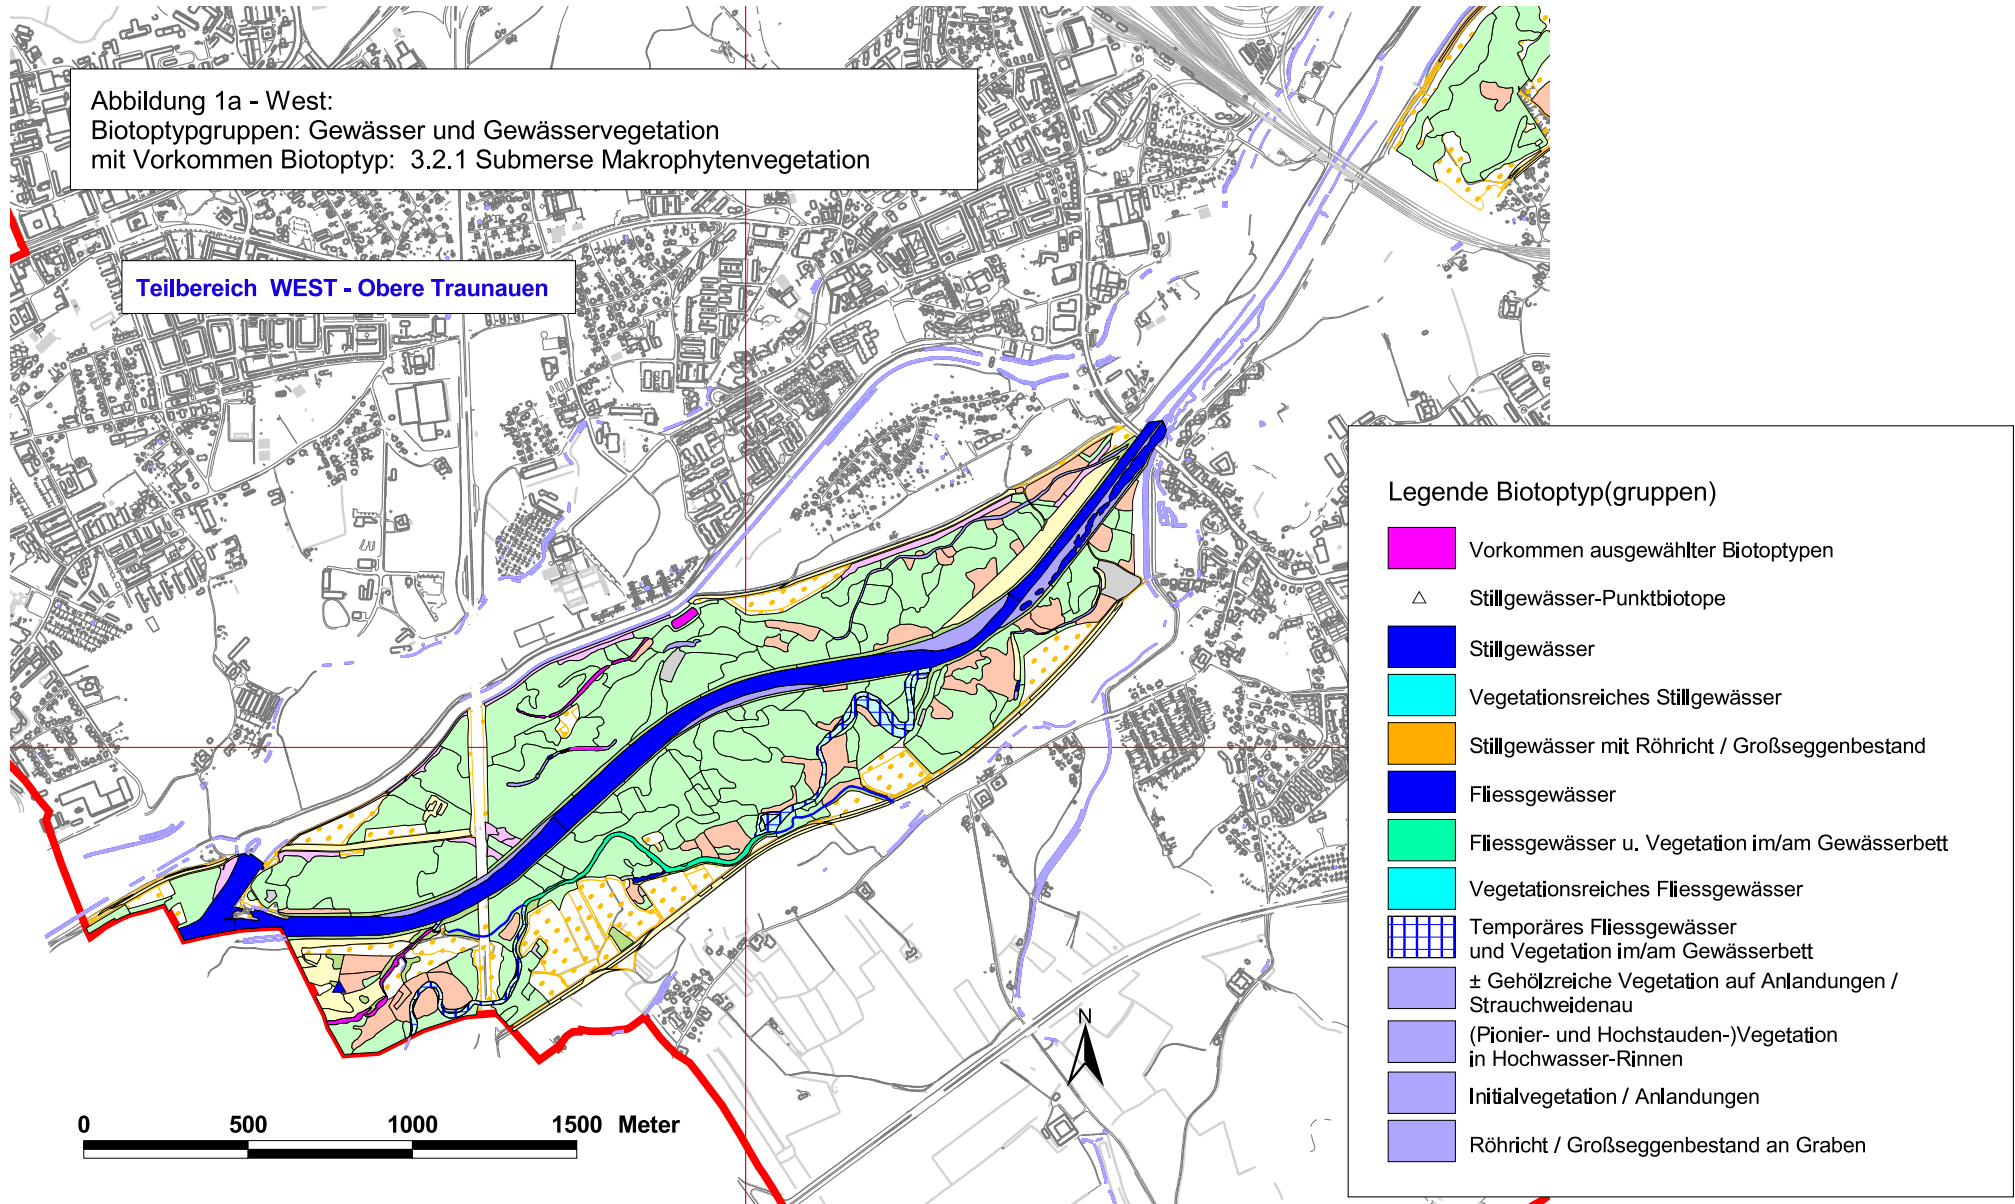 Abbildung 1a - West:
Biotoptypgruppen: Gewässer und Gewässervegetation
mit Vorkommen Biotoptyp: 3.2.1 Submerse Makrophytenvegetation
Teilbereich WEST - Obere Traunauen
Legende Biotoptyp(gruppen)
Vorkommen ausgewählter Biotoptypen
Stillgewässer-Punktbiotope
Stillgewässer
Vegetationsreiches Stillgewässer
Stillgewässer mit Röhricht / Großseggenbestand
Fliessgewässer
Fliessgewässer u. Vegetation im/am Gewässerbett
Vegetationsreiches Fliessgewässer
Temporäres Fliessgewässer
und Vegetation im/am Gewässerbett
± Gehölzreiche Vegetation auf Anlandungen /
Strauchweidenau
(Pionier- und Hochstauden-)Vegetation
in Hochwasser-Rinnen
Initialvegetation / Anlandungen
Röhricht / Großseggenbestand an Graben
N
0 500 1000 1500 Meter